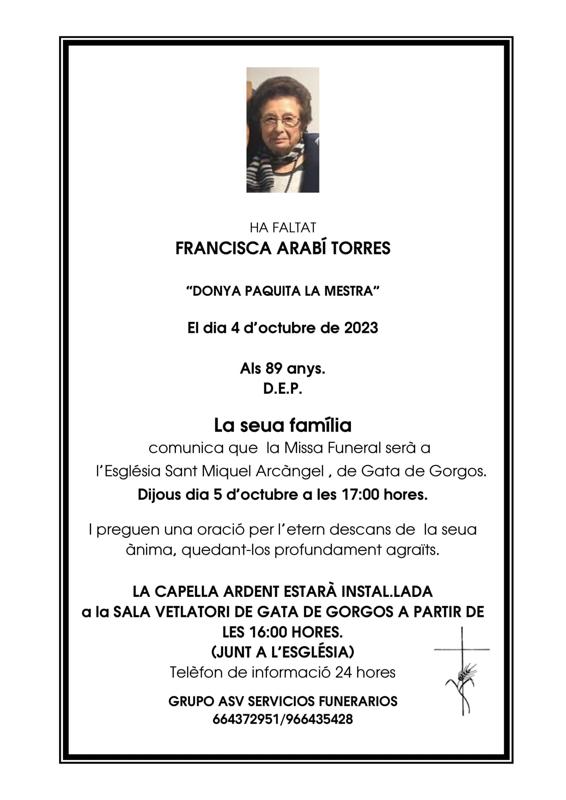 HA FALTAT
FRANCISCA ARABÍ TORRES
“DONYA PAQUITA LA MESTRA”
El dia 4 d’octubre de 2023
Als 89 anys.
D.E.P.
La seua família
comunica que la Missa Funeral serà a
l’Església Sant Miquel Arcàngel , de Gata de Gorgos.
Dijous dia 5 d’octubre a les 17:00 hores.
I preguen una oració per l’etern descans de la seua
ànima, quedant-los profundament agraïts.
LA CAPELLA ARDENT ESTARÀ INSTAL.LADA
a la SALA VETLATORI DE GATA DE GORGOS A PARTIR DE
LES 16:00 HORES.
(JUNT A L’ESGLÉSIA)
Telèfon de informació 24 hores
GRUPO ASV SERVICIOS FUNERARIOS
664372951/966435428